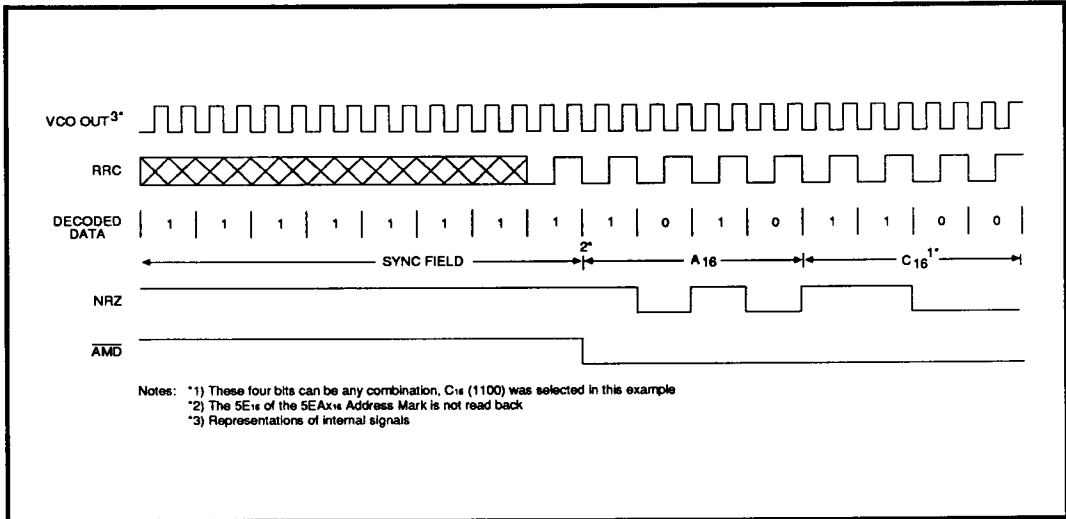 VCO OUT3*
RRC
DECODED
DATA
1 1 1 1 1 1 1 1 1 0 1 0 1 1 0 0
2*
SYNC FIELD
A16
C16 1*
NRZ
AMD
Notes: *1) These four bits can be any combination, C16 (1100) was selected in this example
*2) The 5E16 of the 5EAx16 Address Mark is not read back
*3) Representations of internal signals